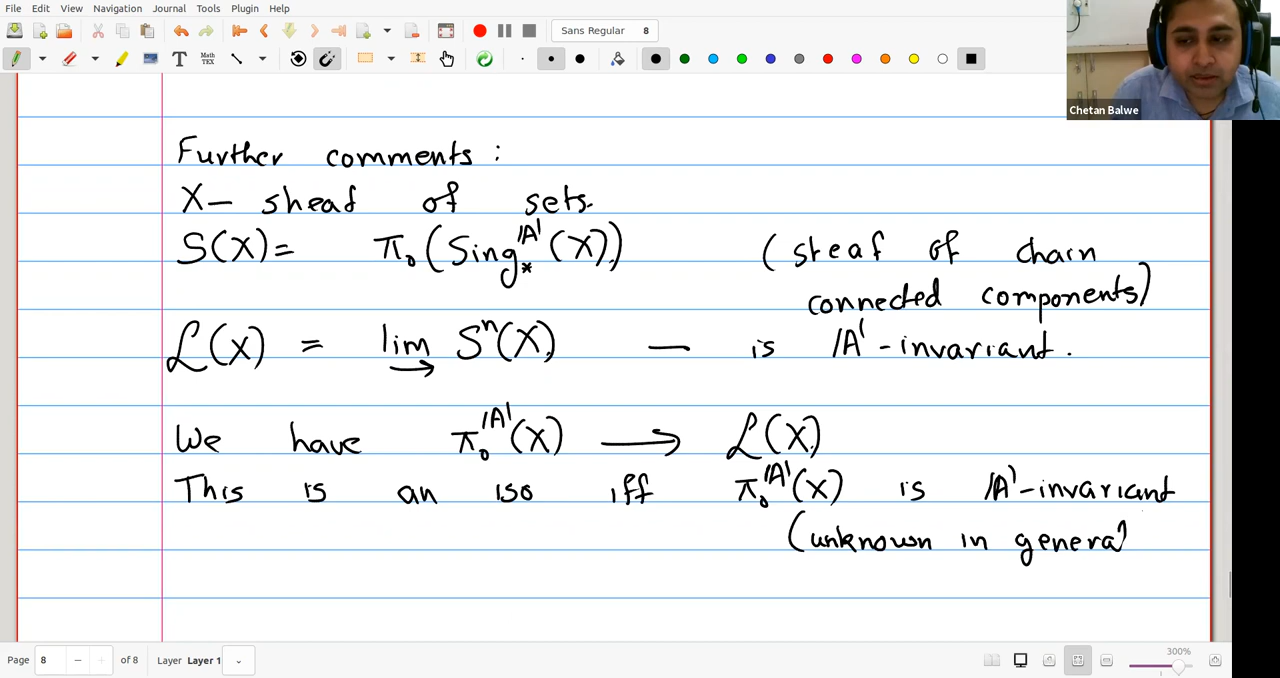 File Edit View Navigation Journal Tools Plugin Help
Sans Regular 8
Chetan Balwe
Further comments :
X – sheaf of sets.
S(X) = π₀(Sing_*^{𝔸¹}(X)) (steaf of chain
connected components)
ℒ(X) = lim→ Sⁿ(X) — is 𝔸¹-invariant.
We have π₀^{𝔸¹}(X) ⟶ ℒ(X)
This is an iso iff π₀^{𝔸¹}(X) is 𝔸¹-invariant
(unknown in general
Page 8 of 8 Layer Layer 1 300%